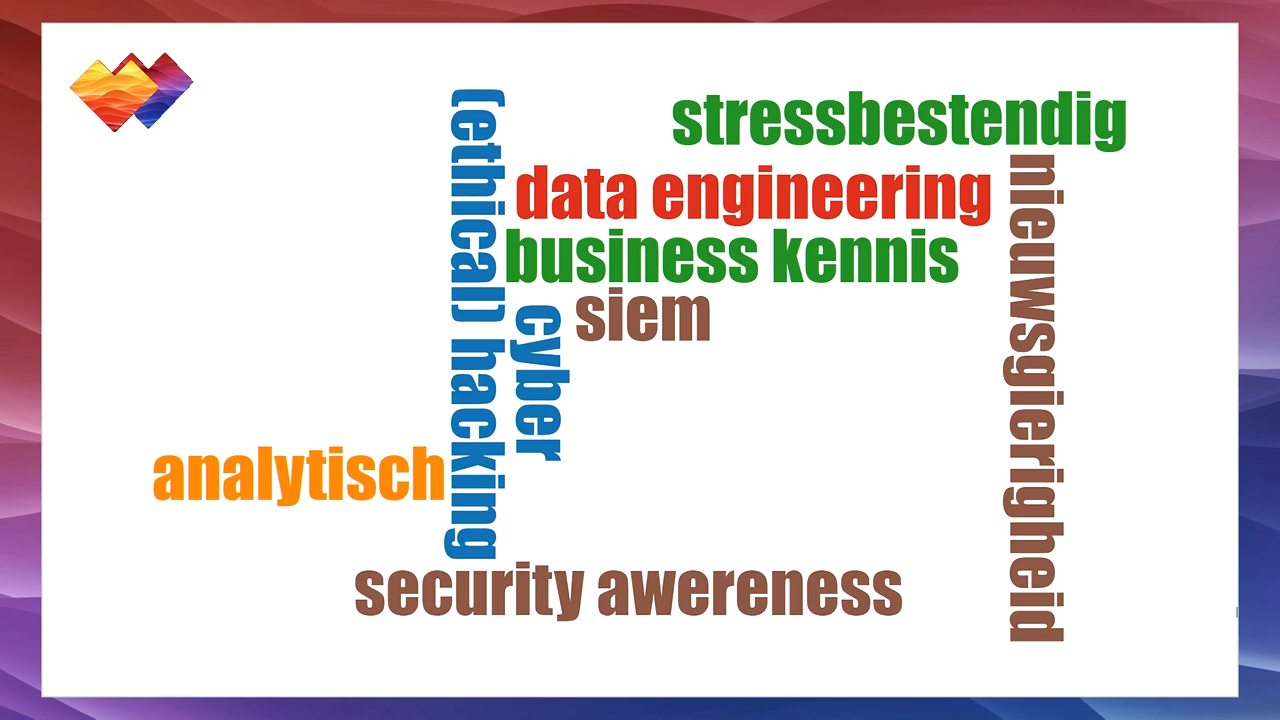 stressbestendig
(ethical) hacking
data engineering
nieuwsgierigheid
business kennis
siem
cyber
analytisch
security awereness